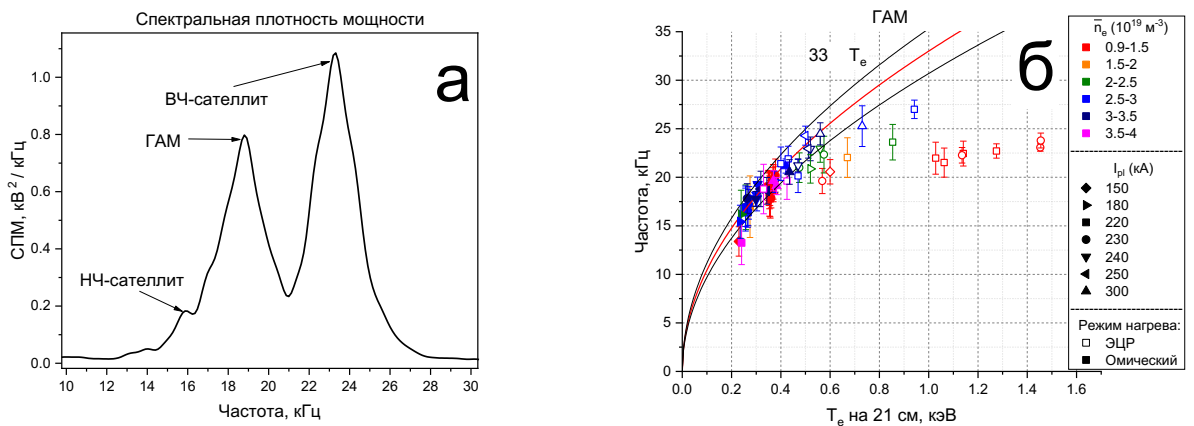 Спектральная плотность мощности
а
ВЧ-сателлит
ГАМ
НЧ-сателлит
СПМ, кВ² / кГц
1.0
0.8
0.6
0.4
0.2
0.0
10 12 14 16 18 20 22 24 26 28 30
Частота, кГц
ГАМ
б
33 Tₑ
Частота, кГц
35
30
25
20
15
10
5
0
0.0 0.2 0.4 0.6 0.8 1.0 1.2 1.4 1.6
Tₑ на 21 см, кэВ
n̅ₑ (10¹⁹ м⁻³)
0.9-1.5
1.5-2
2-2.5
2.5-3
3-3.5
3.5-4
Iₚₗ (кА)
150
180
220
230
240
250
300
Режим нагрева:
ЭЦР
Омический